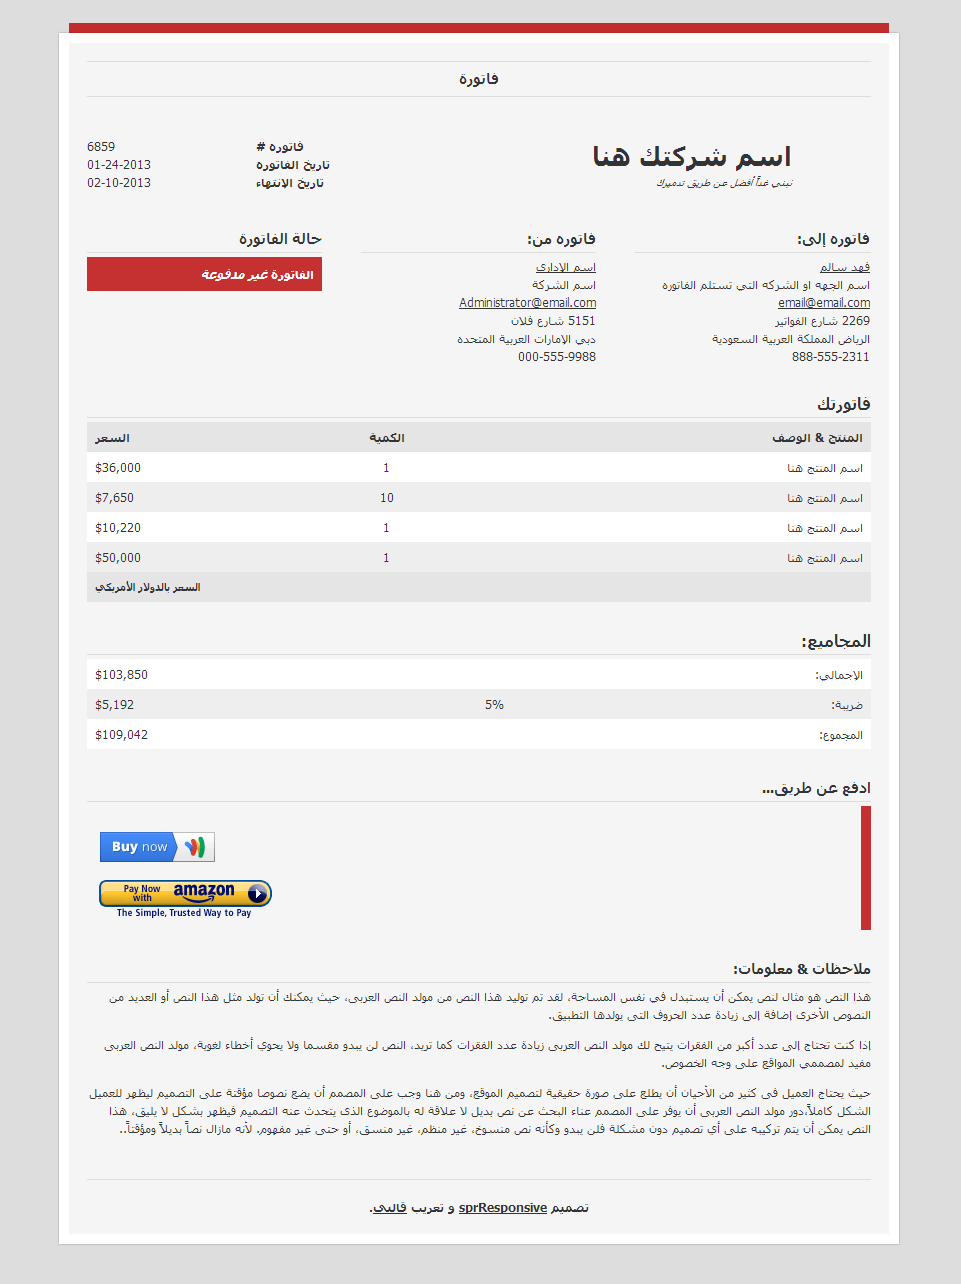 فاتورة
اسم شركتك هنا
نبني غداً أفضل عن طريق تدميرك
فاتورة # 6859
تاريخ الفاتورة 01-24-2013
تاريخ الإنتهاء 02-10-2013
فاتوره إلى:
فهد سالم
اسم الجهه او الشركه التي تستلم الفاتوره
email@email.com
2269 شارع الفواتير
الرياض المملكة العربية السعودية
888-555-2311
فاتوره من:
اسم الإدارى
اسم الشركة
Administrator@email.com
5151 شارع فلان
دبي الإمارات العربية المتحده
000-555-9988
حالة الفاتورة
الفاتورة غير مدفوعة
فاتورتك
المنتج & الوصف الكمية السعر
اسم المنتج هنا 1 $36,000
اسم المنتج هنا 10 $7,650
اسم المنتج هنا 1 $10,220
اسم المنتج هنا 1 $50,000
السعر بالدولار الأمريكي
المجاميع:
الإجمالي: $103,850
ضريبة: 5% $5,192
المجموع: $109,042
ادفع عن طريق...
Buy now
Pay Now with amazon
The Simple, Trusted Way to Pay
ملاحظات & معلومات:
هذا النص هو مثال لنص يمكن أن يستبدل في نفس المساحة، لقد تم توليد هذا النص من مولد النص العربى، حيث يمكنك أن تولد مثل هذا النص أو العديد من
النصوص الأخرى إضافة إلى زيادة عدد الحروف التى يولدها التطبيق.
إذا كنت تحتاج إلى عدد أكبر من الفقرات يتيح لك مولد النص العربى زيادة عدد الفقرات كما تريد، النص لن يبدو مقسما ولا يحوي أخطاء لغوية، مولد النص العربى
مفيد لمصممي المواقع على وجه الخصوص.
حيث يحتاج العميل فى كثير من الأحيان أن يطلع على صورة حقيقية لتصميم الموقع، ومن هنا وجب على المصمم أن يضع نصوصا مؤقتة على التصميم ليظهر للعميل
الشكل كاملاً،دور مولد النص العربى أن يوفر على المصمم عناء البحث عن نص بديل لا علاقة له بالموضوع الذى يتحدث عنه التصميم فيظهر بشكل لا يليق، هذا
النص يمكن أن يتم تركيبه على أي تصميم دون مشكلة فلن يبدو وكأنه نص منسوخ، غير منظم، غير منسق، أو حتى غير مفهوم. لأنه مازال نصاً بديلاً ومؤقتاً..
تصميم sprResponsive و تعريب قالبى.